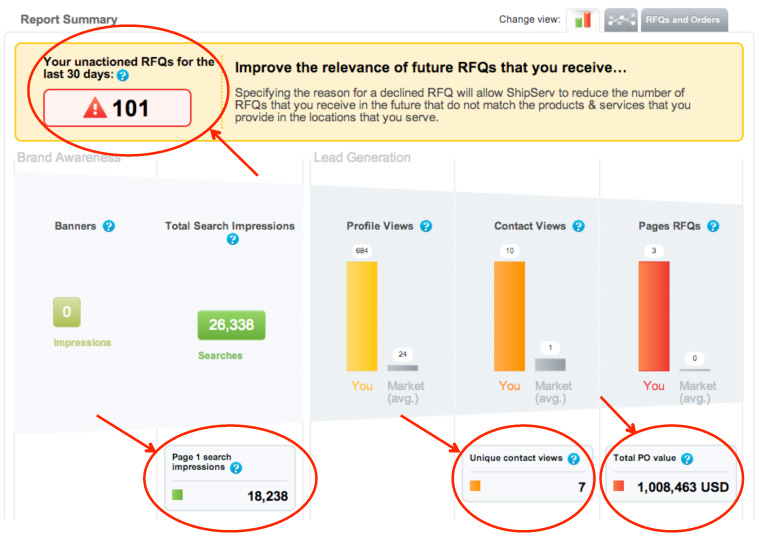 Report Summary
Change view:
RFQs and Orders
Your unactioned RFQs for the
last 30 days: ?
101
Improve the relevance of future RFQs that you receive…
Specifying the reason for a declined RFQ will allow ShipServ to reduce the number of
RFQs that you receive in the future that do not match the products & services that you
provide in the locations that you serve.
Brand Awareness
Lead Generation
Banners ?
Total Search Impressions
?
Profile Views ?
Contact Views ?
Pages RFQs ?
684
10
3
0
Impressions
26,338
Searches
24
1
0
You
Market
(avg.)
You
Market
(avg.)
You
Market
(avg.)
Page 1 search
impressions ?
18,238
Unique contact views ?
7
Total PO value ?
1,008,463 USD